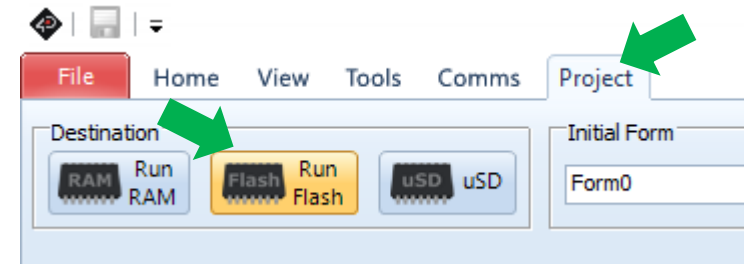 File Home View Tools Comms Project
Destination
Initial Form
RAM Run RAM
Flash Run Flash
uSD uSD
Form0